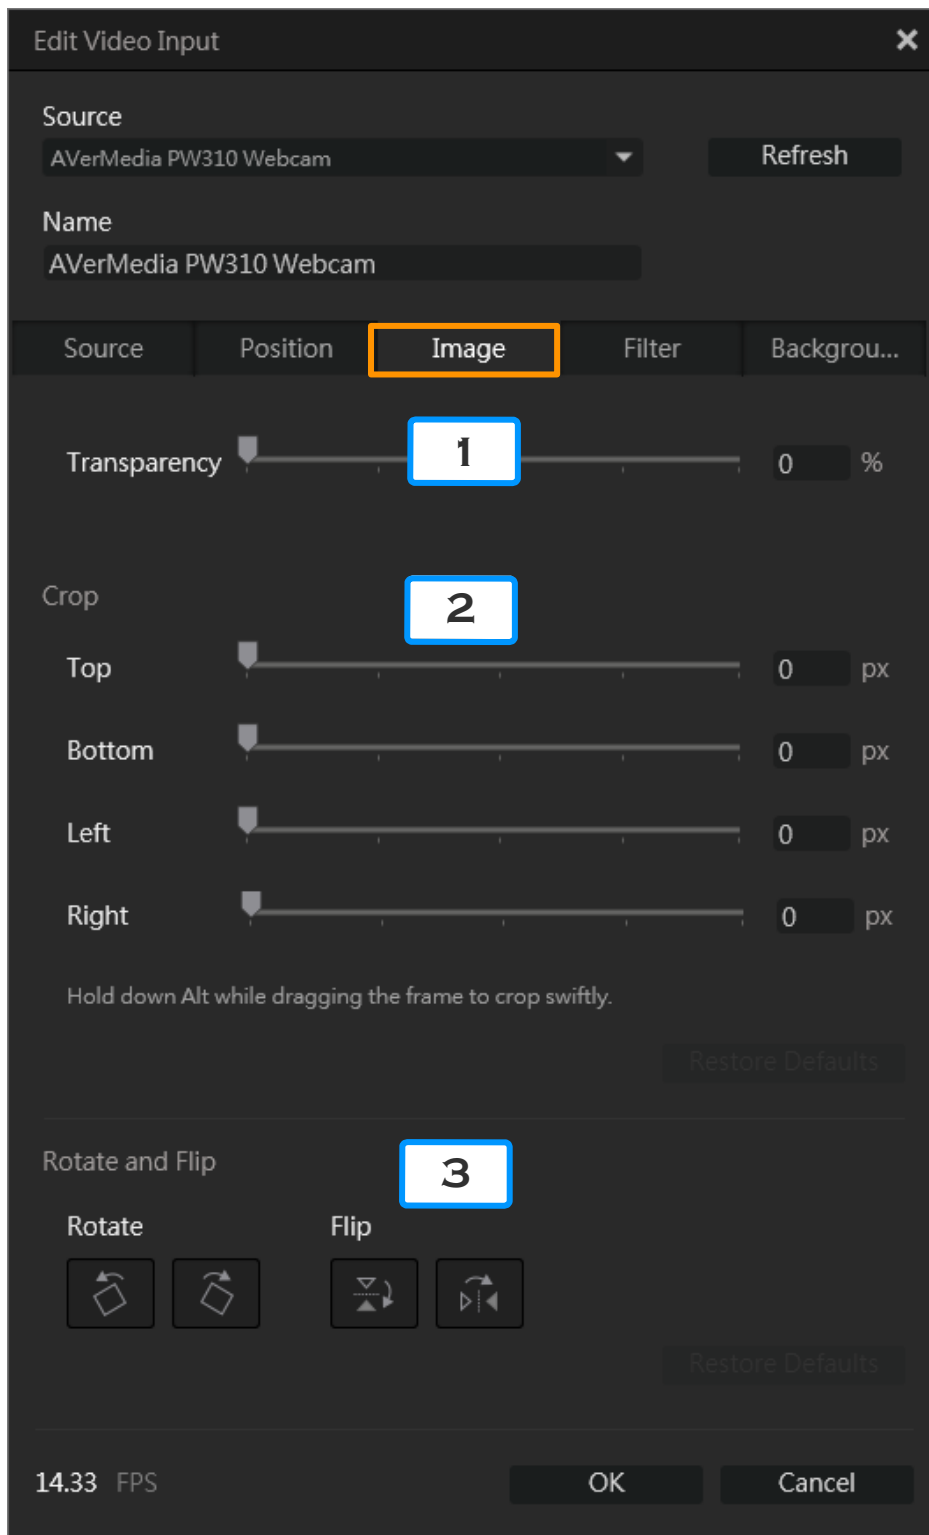 Edit Video Input
Source
AVerMedia PW310 Webcam
Refresh
Name
AVerMedia PW310 Webcam
Source Position Image Filter Backgrou...
Transparency 1 0 %
Crop 2
Top 0 px
Bottom 0 px
Left 0 px
Right 0 px
Hold down Alt while dragging the frame to crop swiftly.
Restore Defaults
Rotate and Flip 3
Rotate Flip
Restore Defaults
14.33 FPS OK Cancel